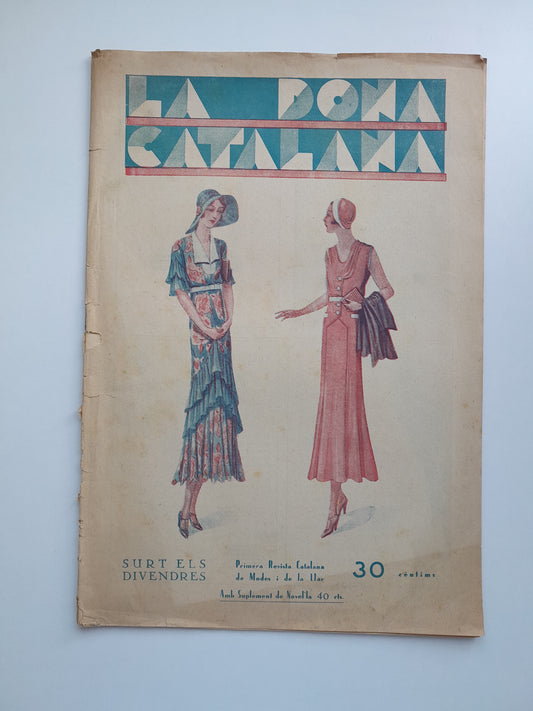 LA DONA
CATALANA
SURT ELS
DIVENDRES
Primera Revista Catalana
de Modes i de la Llar
Amb Suplement de Novel·la 40 cts.
30 cèntims